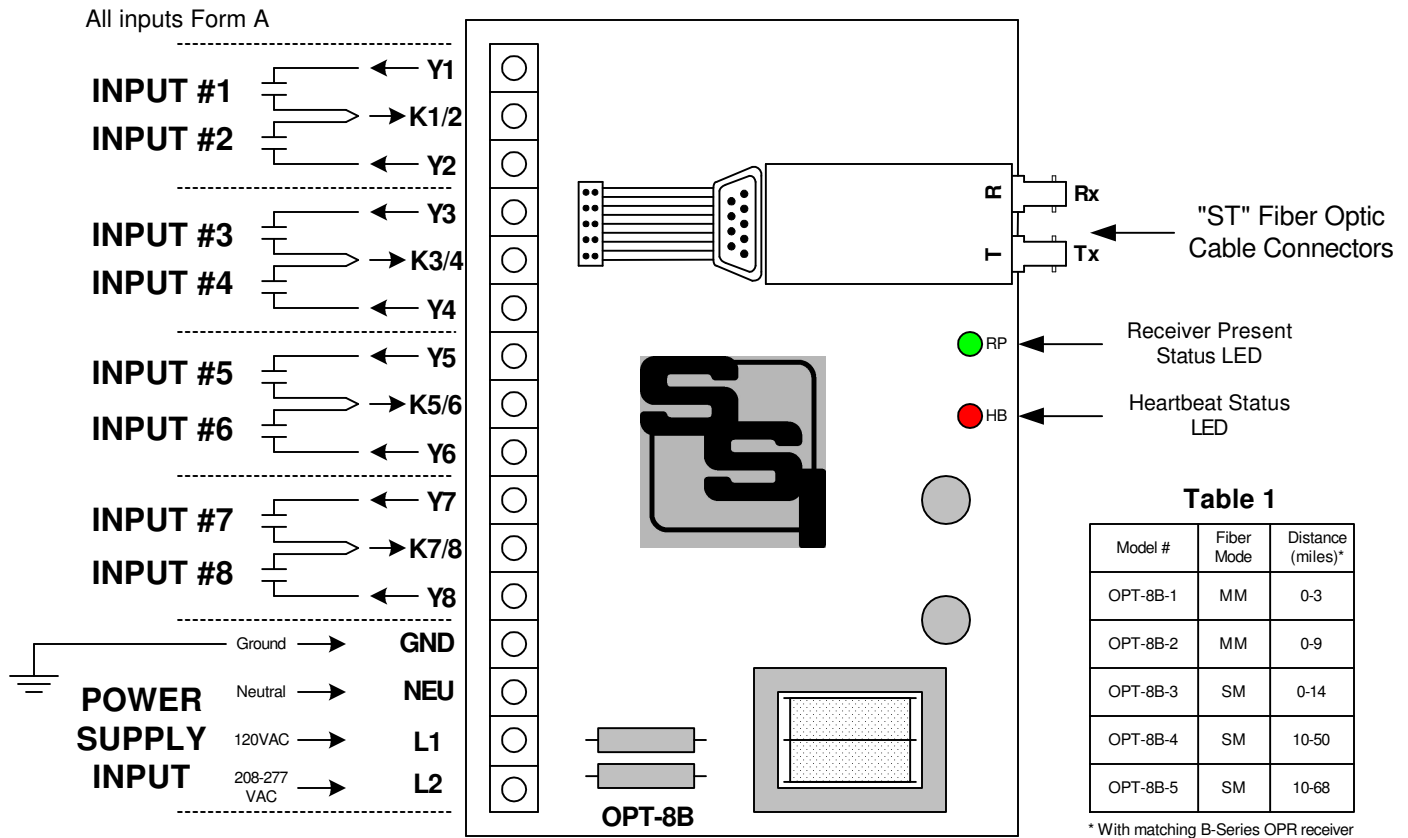 All inputs Form A
INPUT #1
INPUT #2
Y1
K1/2
Y2
INPUT #3
INPUT #4
Y3
K3/4
Y4
INPUT #5
INPUT #6
Y5
K5/6
Y6
INPUT #7
INPUT #8
Y7
K7/8
Y8
Ground
GND
POWER
SUPPLY
INPUT
Neutral
NEU
120VAC
L1
208-277
VAC
L2
R
Rx
T
Tx
"ST" Fiber Optic
Cable Connectors
RP
Receiver Present
Status LED
HB
Heartbeat Status
LED
SSI
OPT-8B
Table 1
Model # Fiber Mode Distance (miles)*
OPT-8B-1 MM 0-3
OPT-8B-2 MM 0-9
OPT-8B-3 SM 0-14
OPT-8B-4 SM 10-50
OPT-8B-5 SM 10-68
* With matching B-Series OPR receiver